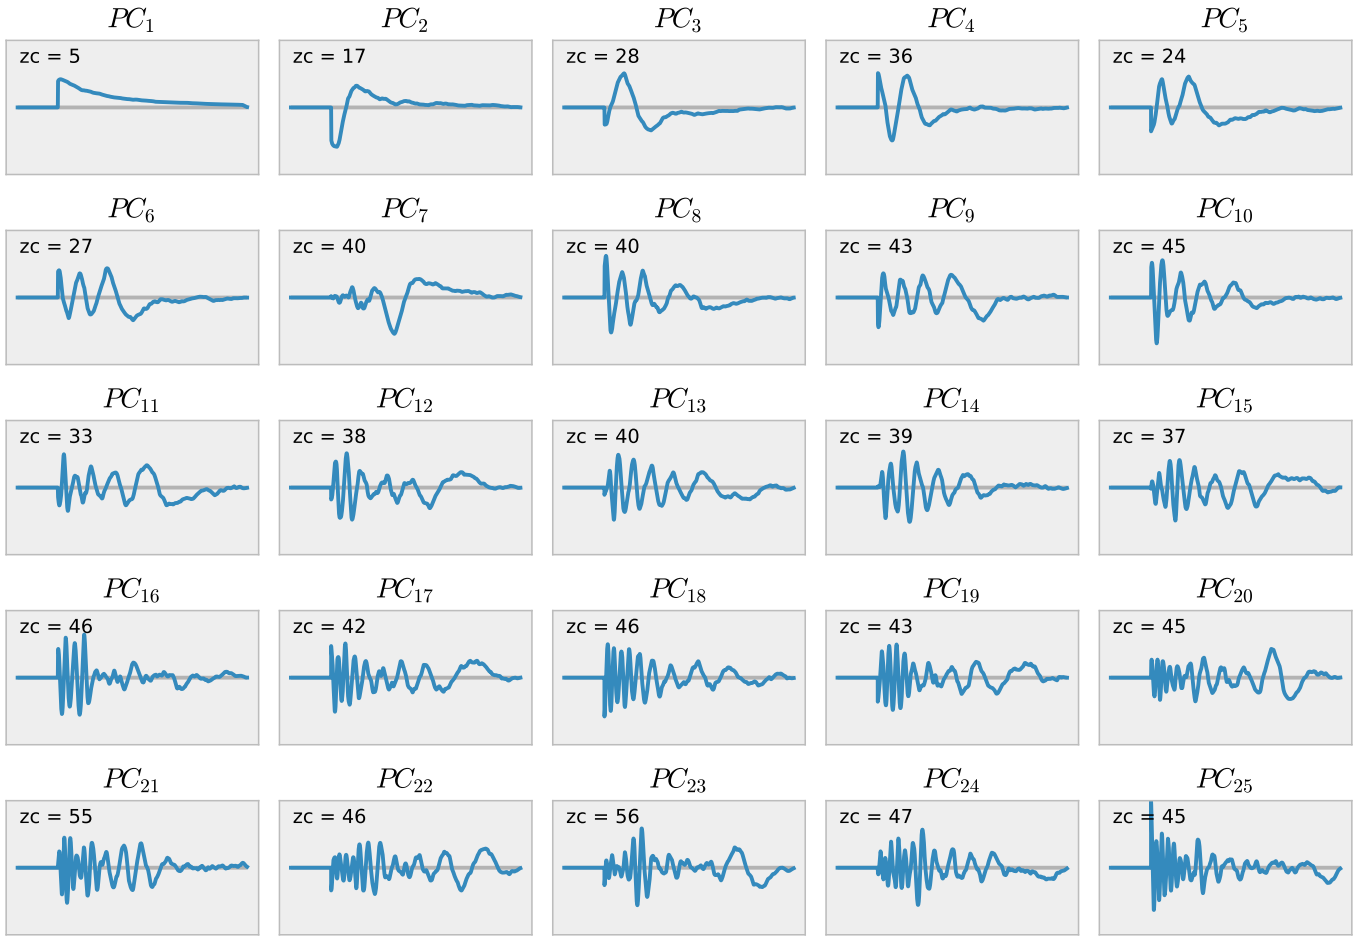 PC1 PC2 PC3 PC4 PC5
zc = 5 zc = 17 zc = 28 zc = 36 zc = 24
PC6 PC7 PC8 PC9 PC10
zc = 27 zc = 40 zc = 40 zc = 43 zc = 45
PC11 PC12 PC13 PC14 PC15
zc = 33 zc = 38 zc = 40 zc = 39 zc = 37
PC16 PC17 PC18 PC19 PC20
zc = 46 zc = 42 zc = 46 zc = 43 zc = 45
PC21 PC22 PC23 PC24 PC25
zc = 55 zc = 46 zc = 56 zc = 47 zc = 45